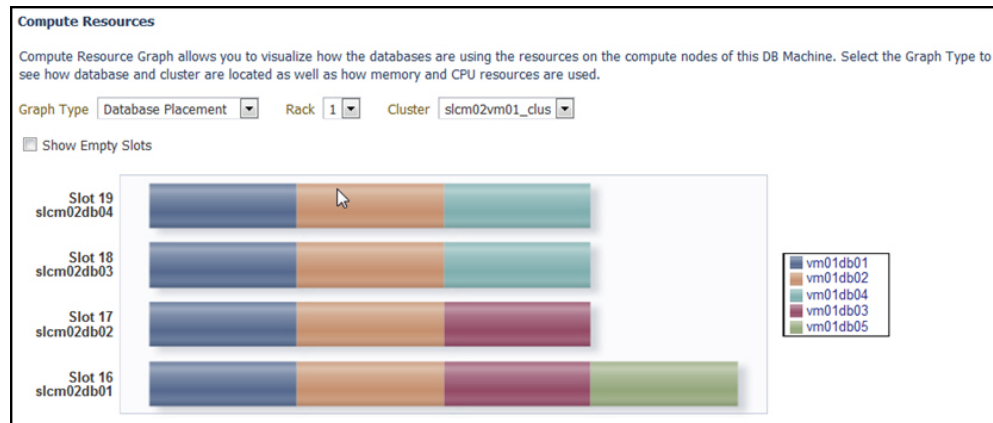 Compute Resources
Compute Resource Graph allows you to visualize how the databases are using the resources on the compute nodes of this DB Machine. Select the Graph Type to
see how database and cluster are located as well as how memory and CPU resources are used.
Graph Type Database Placement Rack 1 Cluster slcm02vm01_clus
Show Empty Slots
Slot 19
slcm02db04
Slot 18
slcm02db03
Slot 17
slcm02db02
Slot 16
slcm02db01
vm01db01
vm01db02
vm01db04
vm01db03
vm01db05